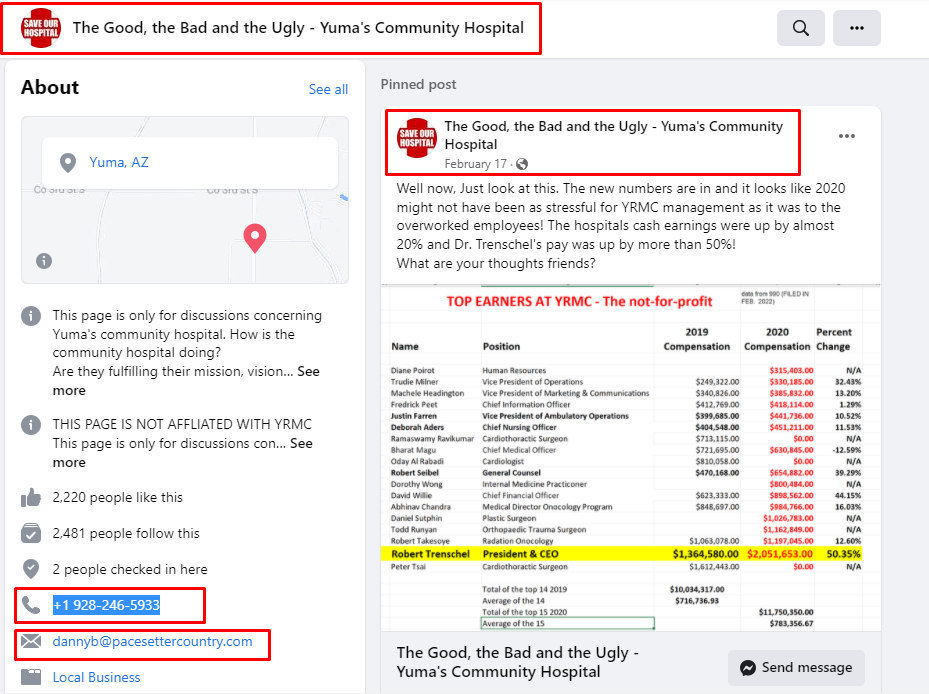 SAVE OUR HOSPITAL The Good, the Bad and the Ugly - Yuma's Community Hospital
About
See all
Yuma, AZ
Co 3rd St S Co 3rd St S
This page is only for discussions concerning
Yuma's community hospital. How is the
community hospital doing?
Are they fulfilling their mission, vision... See
more
THIS PAGE IS NOT AFFLIATED WITH YRMC
This page is only for discussions con... See
more
2,220 people like this
2,481 people follow this
2 people checked in here
+1 928-246-5933
dannyb@pacesettercountry.com
Local Business
Pinned post
SAVE OUR HOSPITAL
The Good, the Bad and the Ugly - Yuma's Community
Hospital
February 17 ·
Well now, Just look at this. The new numbers are in and it looks like 2020
might not have been as stressful for YRMC management as it was to the
overworked employees! The hospitals cash earnings were up by almost
20% and Dr. Trenschel's pay was up by more than 50%!
What are your thoughts friends?
TOP EARNERS AT YRMC - The not-for-profit
data from 990 (FILED IN
FEB. 2022)
2019 2020 Percent
Name Position Compensation Compensation Change
Diane Poirot Human Resources $315,403.00 N/A
Trudie Milner Vice President of Operations $249,322.00 $330,185.00 32.43%
Machele Headington Vice President of Marketing & Communications $340,826.00 $385,832.00 13.20%
Fredrick Peet Chief Information Officer $412,769.00 $418,114.00 1.29%
Justin Farren Vice President of Ambulatory Operations $399,685.00 $441,736.00 10.52%
Deborah Aders Chief Nursing Officer $404,548.00 $451,211.00 11.53%
Ramaswamy Ravikumar Cardiothoractic Surgeon $713,115.00 $0.00 N/A
Bharat Magu Chief Medical Officer $721,695.00 $630,845.00 -12.59%
Oday Al Rabadi Cardiologist $810,058.00 $0.00 N/A
Robert Seibel General Counsel $470,168.00 $654,882.00 39.29%
Dorothy Wong Internal Medicine Practiconer $800,484.00 N/A
David Willie Chief Financial Officer $623,333.00 $898,562.00 44.15%
Abhinav Chandra Medical Director Onocology Program $848,697.00 $984,766.00 16.03%
Daniel Sutphin Plastic Surgeon $1,026,783.00 N/A
Todd Runyan Orthopaedic Trauma Surgeon $1,162,849.00 N/A
Robert Takesoye Radation Onocology $1,063,078.00 $1,197,045.00 12.60%
Robert Trenschel President & CEO $1,364,580.00 $2,051,653.00 50.35%
Peter Tsai Cardiothoractic Surgeon $1,612,443.00 $0.00 N/A
Total of the top 14 2019 $10,034,317.00
Average of the 14 $716,736.93
Total of the top 15 2020 $11,750,350.00
Average of the 15 $783,356.67
The Good, the Bad and the Ugly -
Yuma's Community Hospital
Send message